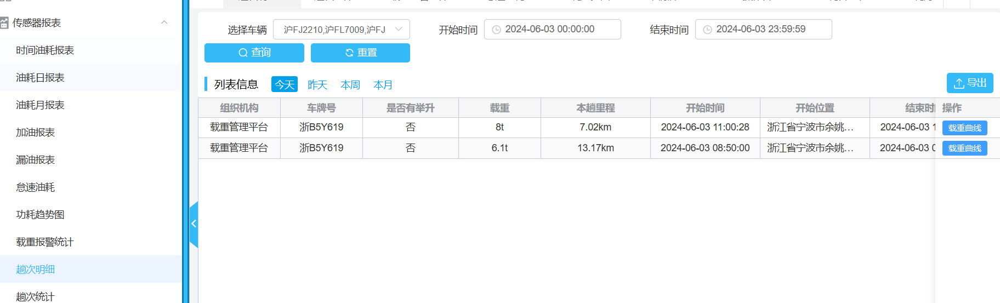 传感器报表
时间油耗报表
油耗日报表
油耗月报表
加油报表
漏油报表
怠速油耗
功耗趋势图
载重报警统计
趟次明细
趟次统计
选择车辆 沪FJ2210,沪FL7009,沪FJ 开始时间 2024-06-03 00:00:00 结束时间 2024-06-03 23:59:59
查询 重置
列表信息 今天 昨天 本周 本月 导出
组织机构 车牌号 是否有举升 载重 本趟里程 开始时间 开始位置 结束时 操作
载重管理平台 浙B5Y619 否 8t 7.02km 2024-06-03 11:00:28 浙江省宁波市余姚… 2024-06-03 1 载重曲线
载重管理平台 浙B5Y619 否 6.1t 13.17km 2024-06-03 08:50:00 浙江省宁波市余姚… 2024-06-03 0 载重曲线